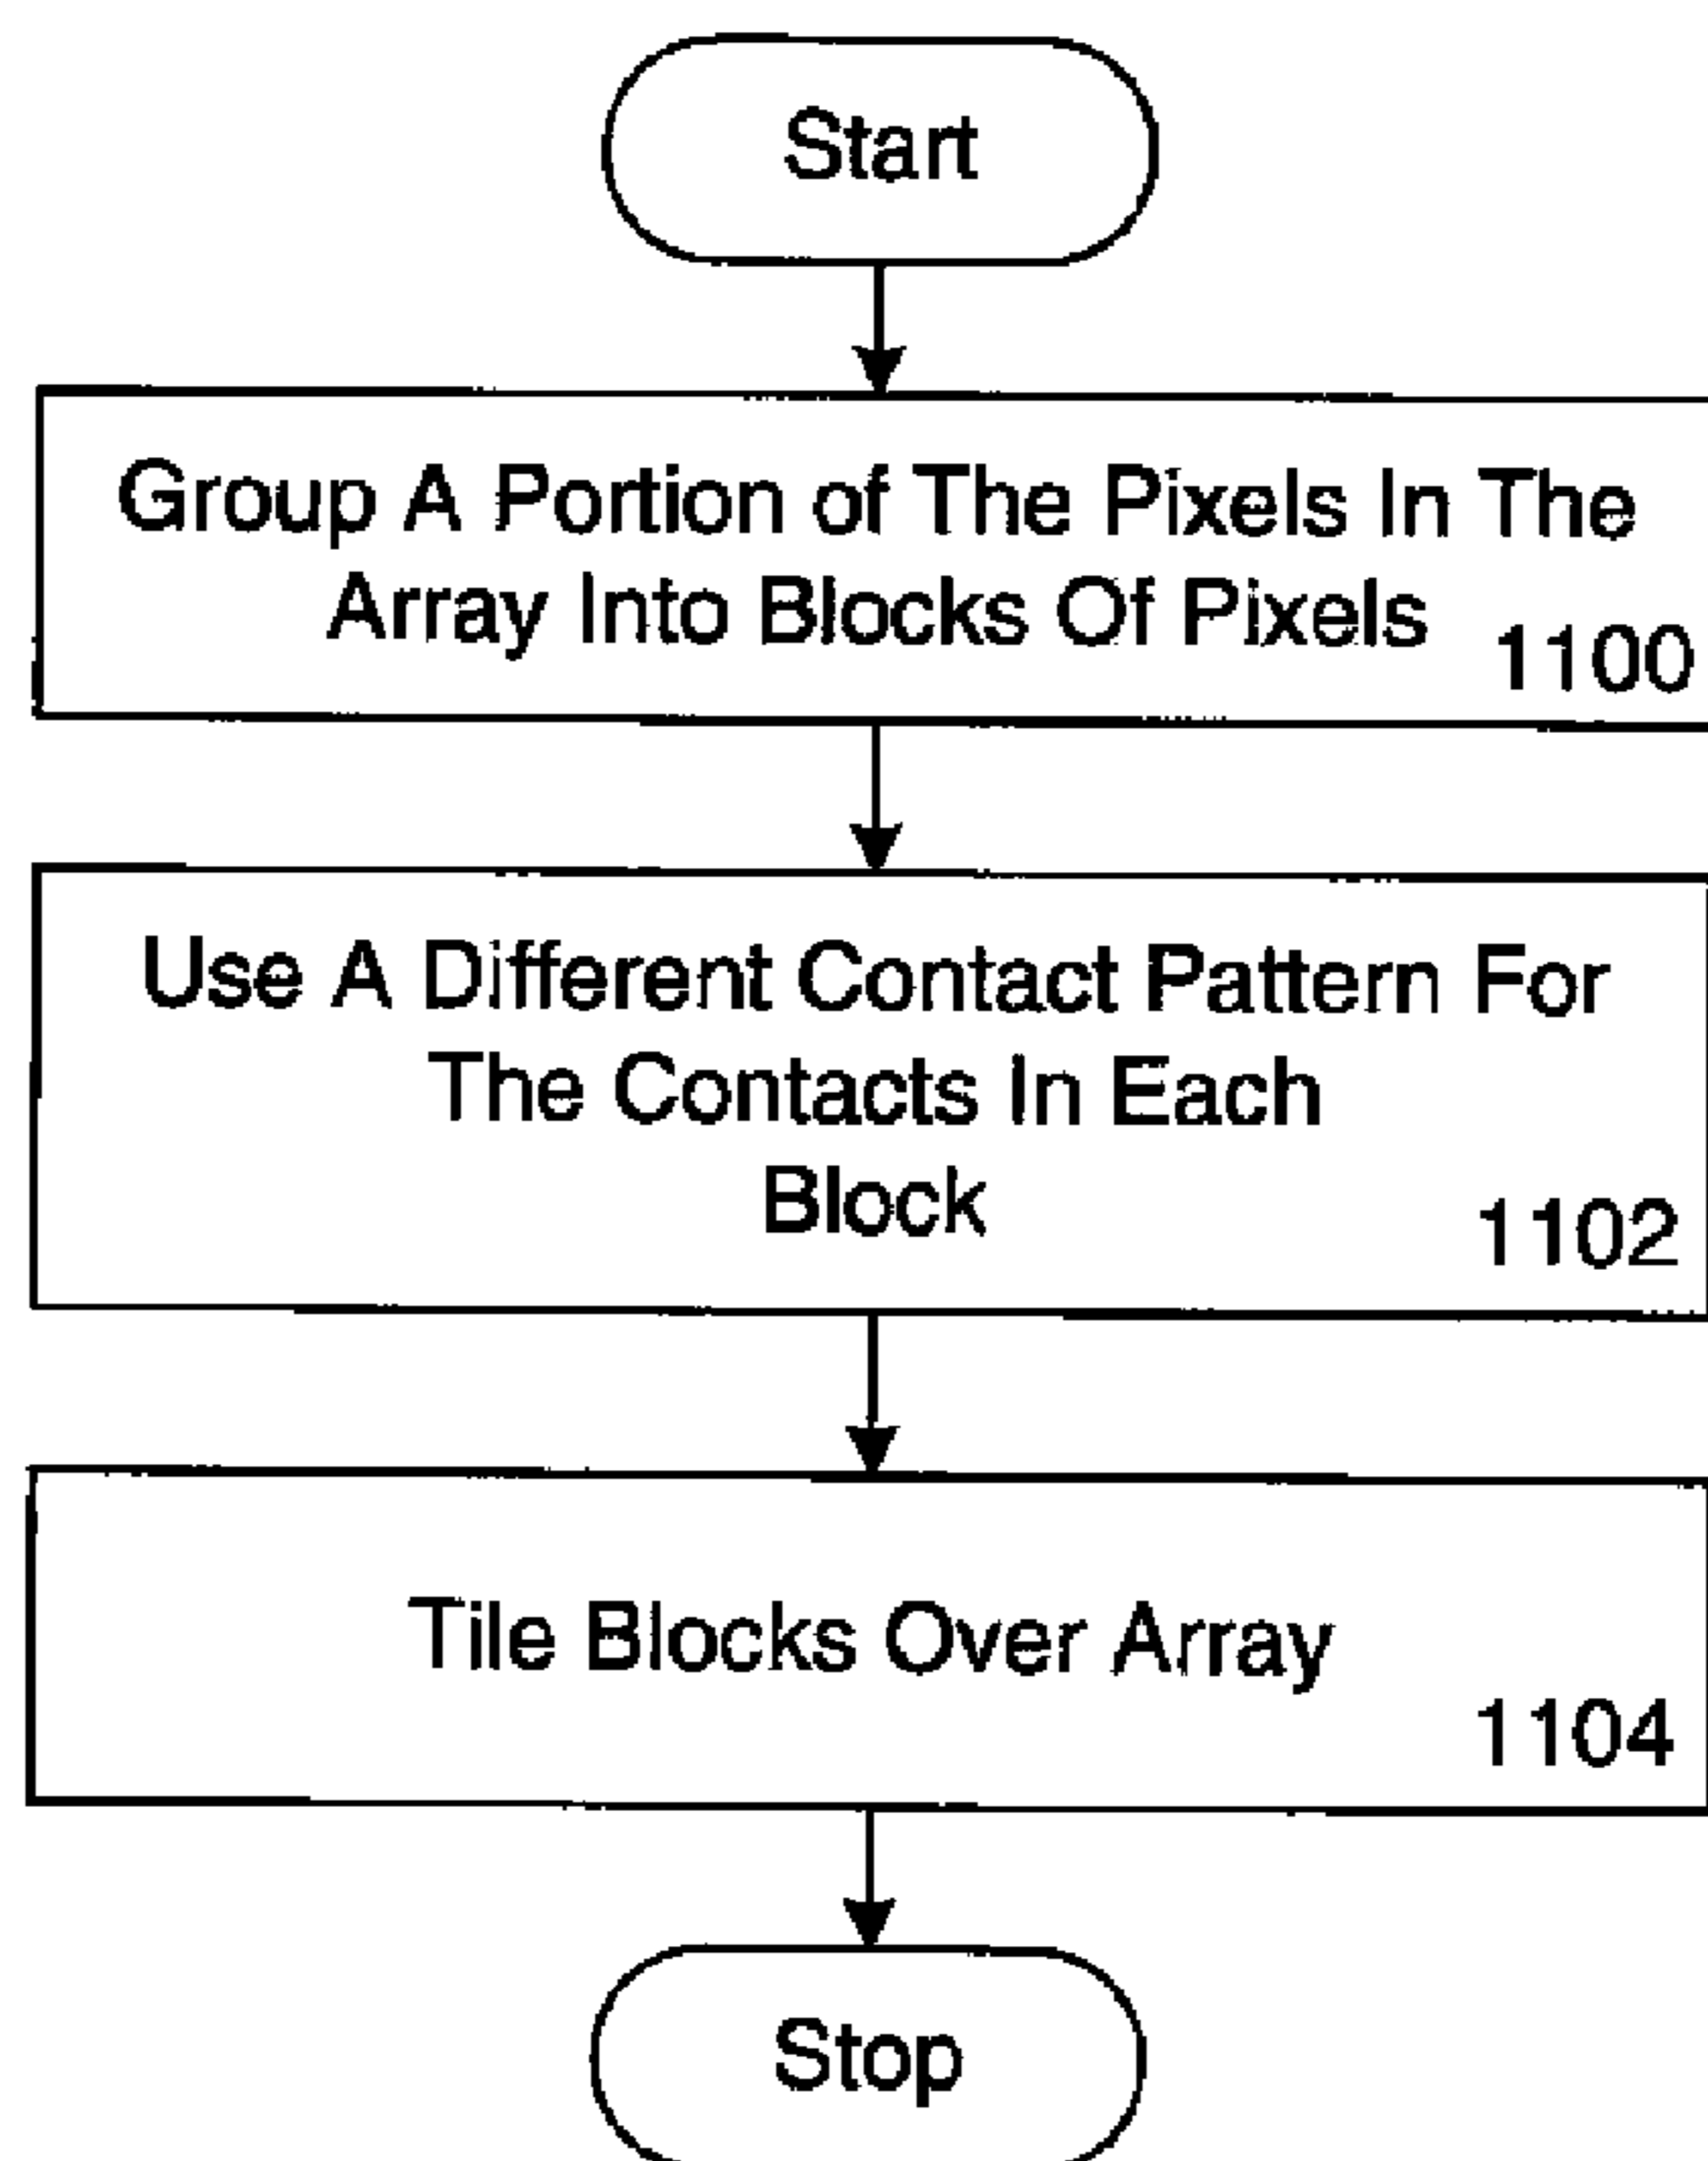 Start
Group A Portion of The Pixels In The
Array Into Blocks Of Pixels
1100
Use A Different Contact Pattern For
The Contacts In Each
Block
1102
Tile Blocks Over Array
1104
Stop